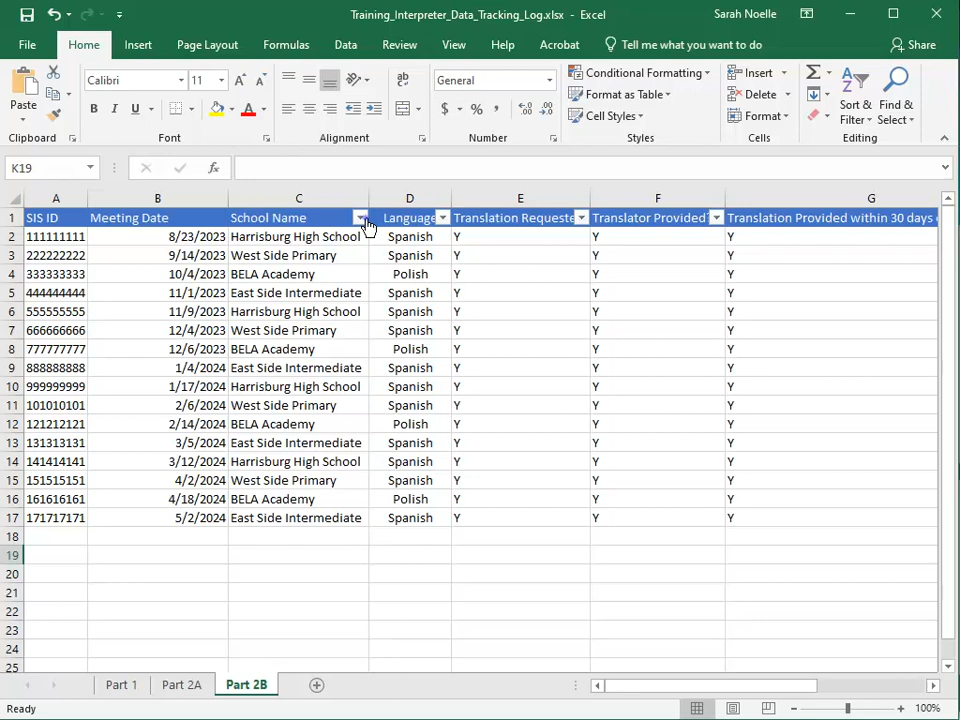 Training_Interpreter_Data_Tracking_Log.xlsx - Excel
Sarah Noelle
File Home Insert Page Layout Formulas Data Review View Help Acrobat Tell me what you want to do Share
Paste
Calibri 11
B I U A
General
$ % ,
Conditional Formatting
Format as Table
Cell Styles
Insert
Delete
Format
Sort & Filter
Find & Select
Clipboard Font Alignment Number Styles Cells Editing
K19 fx
A B C D E F G
1 SIS ID Meeting Date School Name Language Translation Requeste Translator Provided? Translation Provided within 30 days
2 111111111 8/23/2023 Harrisburg High School Spanish Y Y Y
3 222222222 9/14/2023 West Side Primary Spanish Y Y Y
4 333333333 10/4/2023 BELA Academy Polish Y Y Y
5 444444444 11/1/2023 East Side Intermediate Spanish Y Y Y
6 555555555 11/9/2023 Harrisburg High School Spanish Y Y Y
7 666666666 12/4/2023 West Side Primary Spanish Y Y Y
8 777777777 12/6/2023 BELA Academy Polish Y Y Y
9 888888888 1/4/2024 East Side Intermediate Spanish Y Y Y
10 999999999 1/17/2024 Harrisburg High School Spanish Y Y Y
11 101010101 2/6/2024 West Side Primary Spanish Y Y Y
12 121212121 2/14/2024 BELA Academy Polish Y Y Y
13 131313131 3/5/2024 East Side Intermediate Spanish Y Y Y
14 141414141 3/12/2024 Harrisburg High School Spanish Y Y Y
15 151515151 4/2/2024 West Side Primary Spanish Y Y Y
16 161616161 4/18/2024 BELA Academy Polish Y Y Y
17 171717171 5/2/2024 East Side Intermediate Spanish Y Y Y
18
19
20
21
22
23
24
25
Part 1 Part 2A Part 2B
Ready 100%